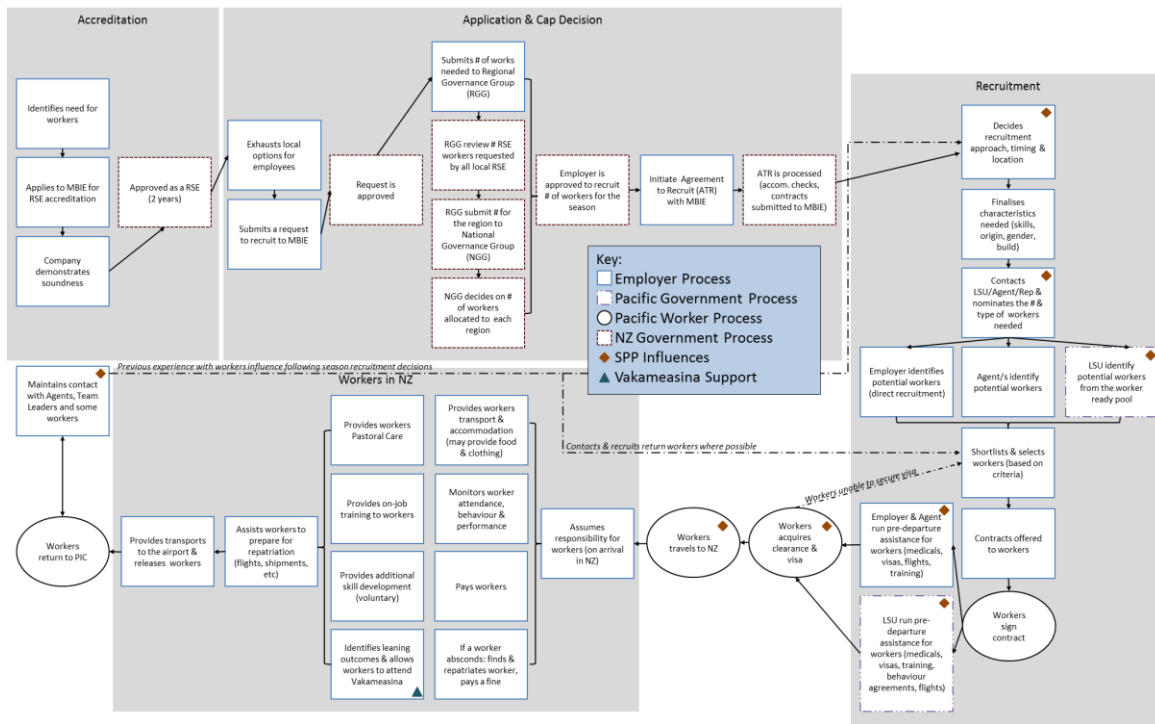 Accreditation
Identifies need for
workers
Applies to MBIE for
RSE accreditation
Company
demonstrates
soundness
Approved as a RSE
(2 years)
Application & Cap Decision
Exhausts local
options for
employees
Submits a request
to recruit to MBIE
Request is
approved
Submits # of works
needed to Regional
Governance Group
(RGG)
RGG review # RSE
workers requested
by all local RSE
RGG submit # for
the region to
National
Governance Group
(NGG)
NGG decides on #
of workers
allocated to each
region
Employer is
approved to recruit
# of workers for the
season
Initiate Agreement
to Recruit (ATR)
with MBIE
ATR is processed
(accom. checks,
contracts
submitted to MBIE)
Key:
Employer Process
Pacific Government Process
Pacific Worker Process
NZ Government Process
SPP Influences
Vakameasina Support
Recruitment
Decides
recruitment
approach, timing &
location
Finalises
characteristics
needed (skills,
origin, gender,
build)
Contacts
LSU/Agent/Rep &
nominates the # &
type of workers
needed
Employer identifies
potential workers
(direct recruitment)
Agent/s identify
potential workers
LSU identify
potential workers
from the worker
ready pool
Shortlists & selects
workers (based on
criteria)
Contracts offered
to workers
Workers
sign
contract
Employer & Agent
run pre-departure
assistance for
workers (medicals,
visas, flights,
training)
LSU run pre-
departure
assistance for
workers (medicals,
visas, training,
behaviour
agreements, flights)
Workers unable to secure visa
Workers
acquires
clearance &
visa
Workers
travels to NZ
Previous experience with workers influence following season recruitment decisions
Contacts & recruits return workers where possible
Workers in NZ
Assumes
responsibility for
workers (on arrival
in NZ)
Provides workers
transport &
accommodation
(may provide food
& clothing)
Monitors worker
attendance,
behaviour &
performance
Pays workers
If a worker
absconds: finds &
repatriates worker,
pays a fine
Provides workers
Pastoral Care
Provides on-job
training to workers
Provides additional
skill development
(voluntary)
Identifies leaning
outcomes & allows
workers to attend
Vakameasina
Assists workers to
prepare for
repatriation
(flights, shipments,
etc)
Provides transports
to the airport &
releases workers
Workers
return to PIC
Maintains contact
with Agents, Team
Leaders and some
workers